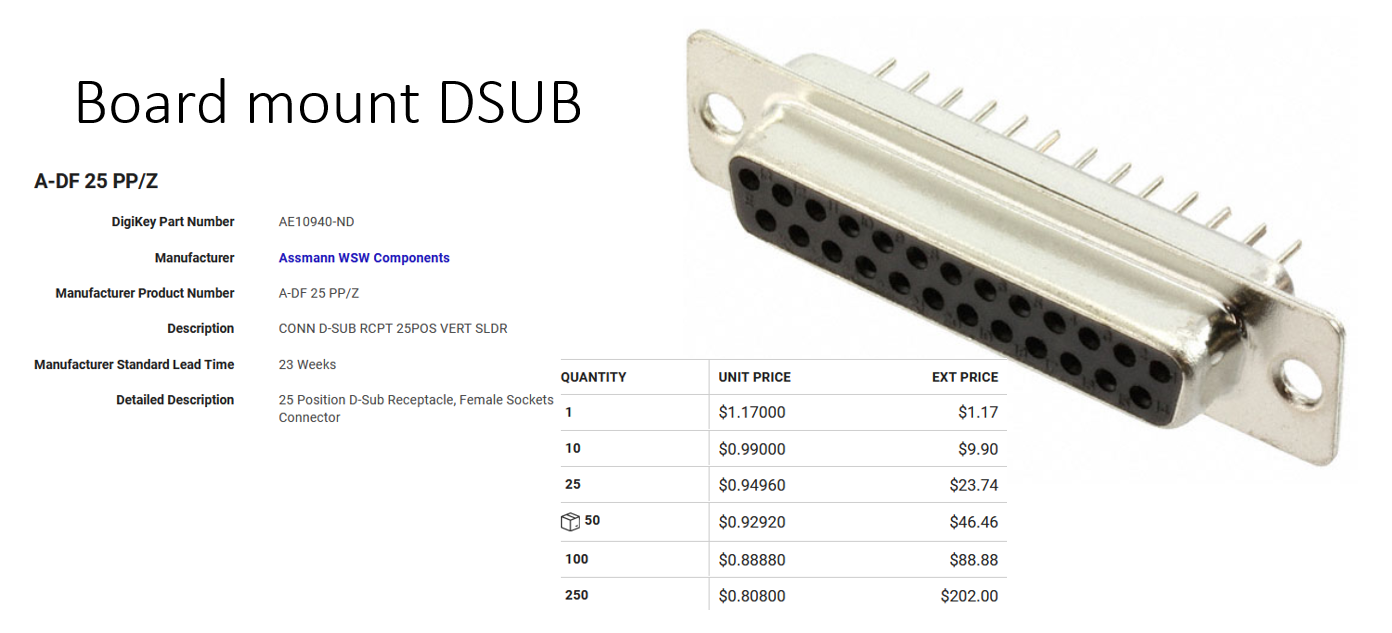 Board mount DSUB
A-DF 25 PP/Z
DigiKey Part Number AE10940-ND
Manufacturer Assmann WSW Components
Manufacturer Product Number A-DF 25 PP/Z
Description CONN D-SUB RCPT 25POS VERT SLDR
Manufacturer Standard Lead Time 23 Weeks
Detailed Description 25 Position D-Sub Receptacle, Female Sockets
Connector
QUANTITY UNIT PRICE EXT PRICE
1 $1.17000 $1.17
10 $0.99000 $9.90
25 $0.94960 $23.74
50 $0.92920 $46.46
100 $0.88880 $88.88
250 $0.80800 $202.00